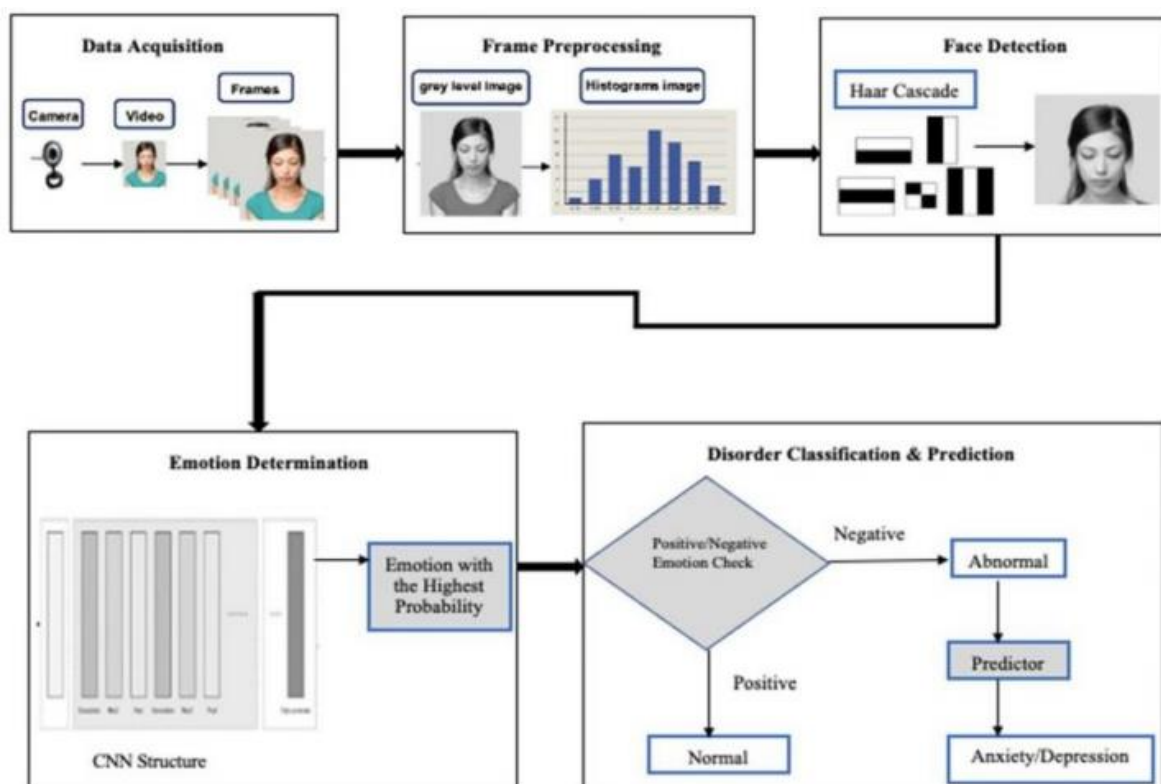 Data Acquisition
Camera
Video
Frames
Frame Preprocessing
grey level image
Histograms image
Face Detection
Haar Cascade
Emotion Determination
Emotion with
the Highest
Probability
CNN Structure
Disorder Classification & Prediction
Positive/Negative
Emotion Check
Negative
Abnormal
Predictor
Anxiety/Depression
Positive
Normal